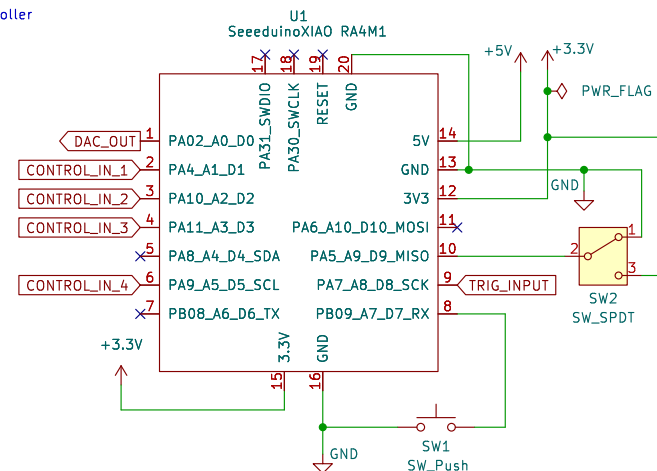 oller
U1
SeeeduinoXIAO RA4M1
17
18
19
20
PA31_SWDIO
PA30_SWCLK
RESET
GND
+5V
+3.3V
PWR_FLAG
DAC_OUT
1
PA02_A0_D0
5V
14
CONTROL_IN_1
2
PA4_A1_D1
GND
13
CONTROL_IN_2
3
PA10_A2_D2
3V3
12
GND
CONTROL_IN_3
4
PA11_A3_D3
PA6_A10_D10_MOSI
11
5
PA8_A4_D4_SDA
PA5_A9_D9_MISO
10
2
1
3
CONTROL_IN_4
6
PA9_A5_D5_SCL
PA7_A8_D8_SCK
9
TRIG_INPUT
7
PB08_A6_D6_TX
PB09_A7_D7_RX
8
SW2
SW_SPDT
+3.3V
3.3V
GND
15
16
GND
SW1
SW_Push